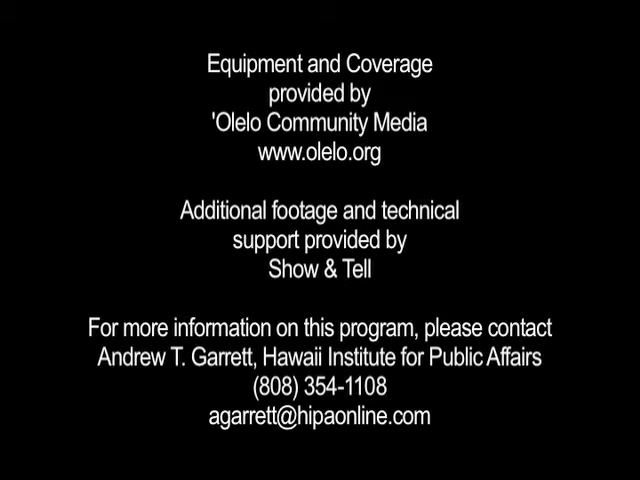 Equipment and Coverage
provided by
'Olelo Community Media
www.olelo.org
Additional footage and technical
support provided by
Show & Tell
For more information on this program, please contact
Andrew T. Garrett, Hawaii Institute for Public Affairs
(808) 354-1108
agarrett@hipaonline.com